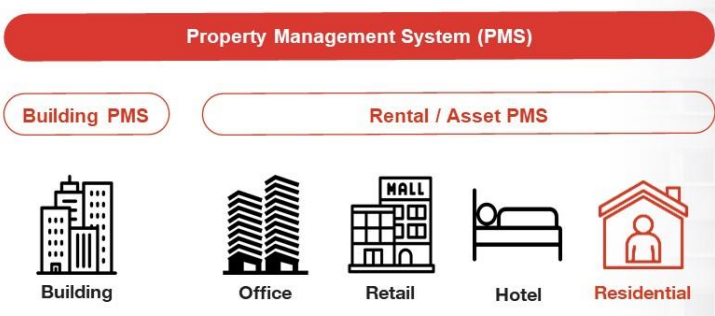 Property Management System (PMS)
Building PMS
Rental / Asset PMS
MALL
Building
Office
Retail
Hotel
Residential